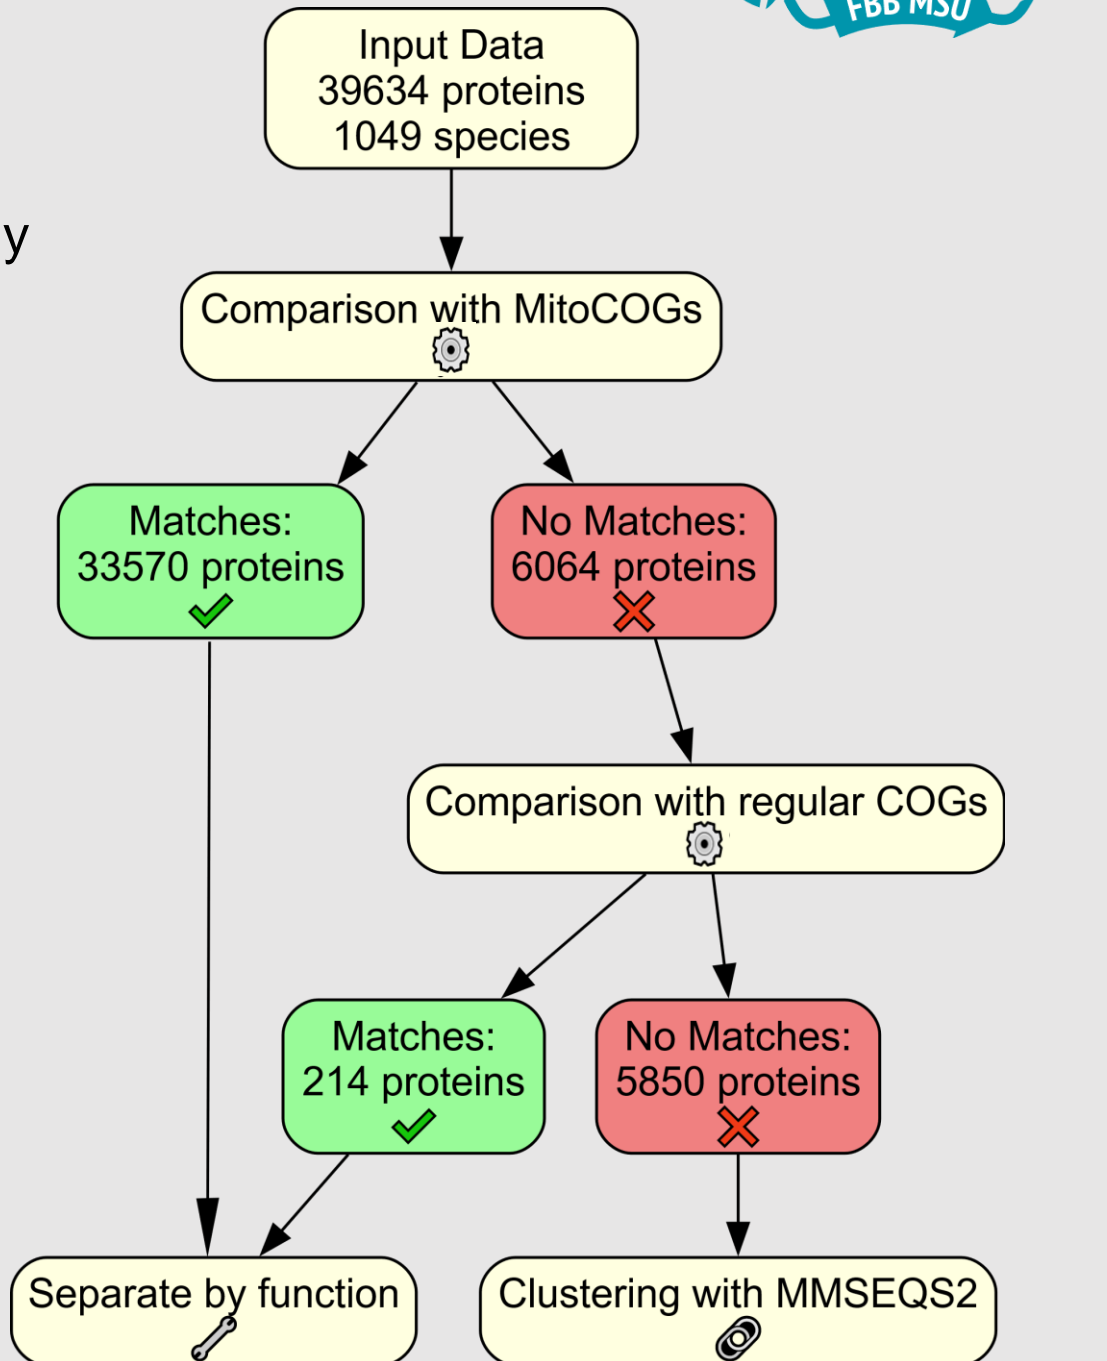 FBB MSU
Input Data
39634 proteins
1049 species
y
Comparison with MitoCOGs
Matches:
33570 proteins
No Matches:
6064 proteins
Comparison with regular COGs
Matches:
214 proteins
No Matches:
5850 proteins
Separate by function
Clustering with MMSEQS2